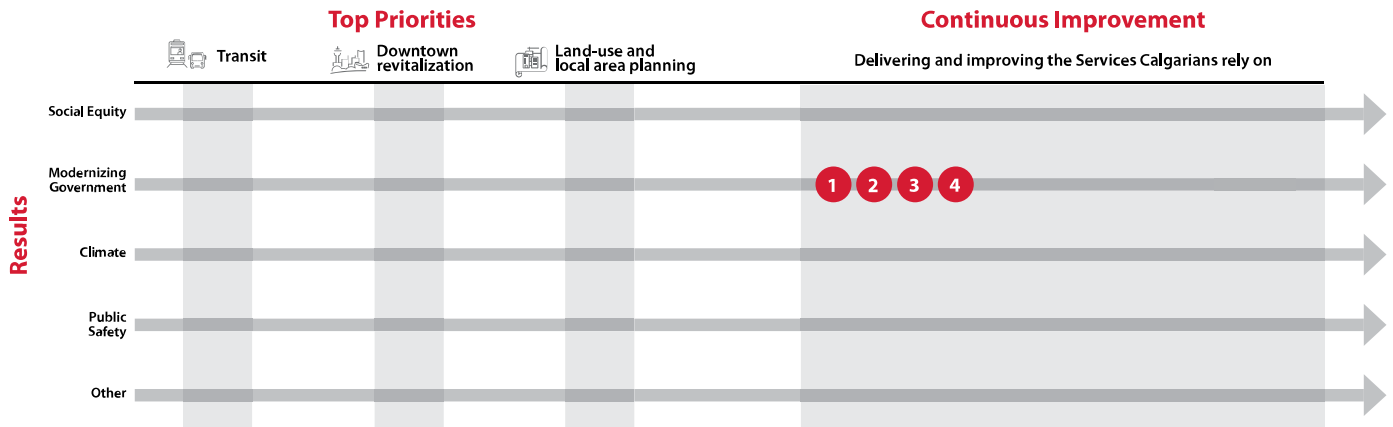 Top Priorities
Continuous Improvement
Transit
Downtown
revitalization
Land-use and
local area planning
Delivering and improving the Services Calgarians rely on
Results
Social Equity
Modernizing
Government
1 2 3 4
Climate
Public
Safety
Other